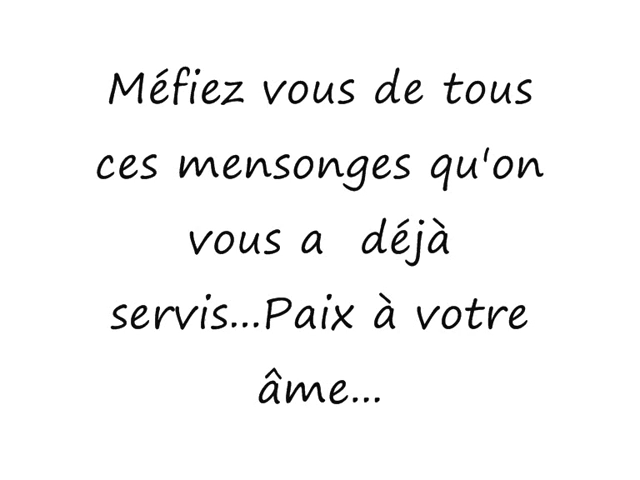 Méfiez vous de tous
ces mensonges qu'on
vous a  déjà
servis...Paix à votre
âme...